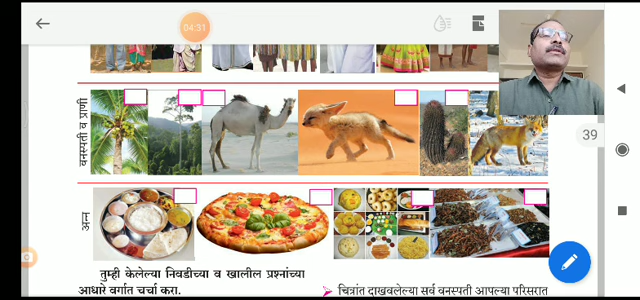 04:31
वनस्पती व प्राणी
39
अन्न
तुम्ही केलेल्या निवडीच्या व खालील प्रश्नांच्या
आधारे वर्गात चर्चा करा.
➤ चित्रांत दाखवलेल्या सर्व वनस्पती आपल्या परिसरात